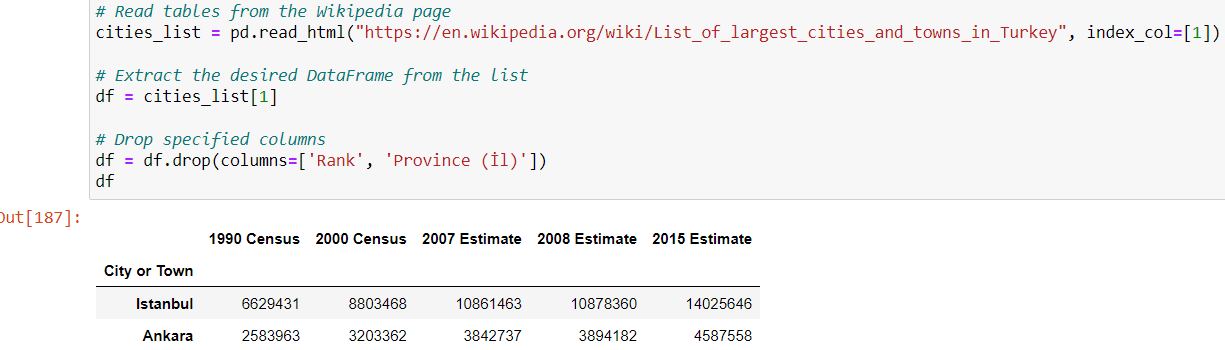 # Read tables from the Wikipedia page
cities_list = pd.read_html("https://en.wikipedia.org/wiki/List_of_largest_cities_and_towns_in_Turkey", index_col=[1])
# Extract the desired DataFrame from the list
df = cities_list[1]
# Drop specified columns
df = df.drop(columns=['Rank', 'Province (İl)'])
df
Out[187]:
1990 Census 2000 Census 2007 Estimate 2008 Estimate 2015 Estimate
City or Town
Istanbul 6629431 8803468 10861463 10878360 14025646
Ankara 2583963 3203362 3842737 3894182 4587558